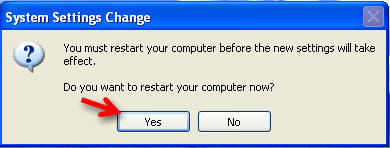 System Settings Change
You must restart your computer before the new settings will take
effect.
Do you want to restart your computer now?
Yes
No